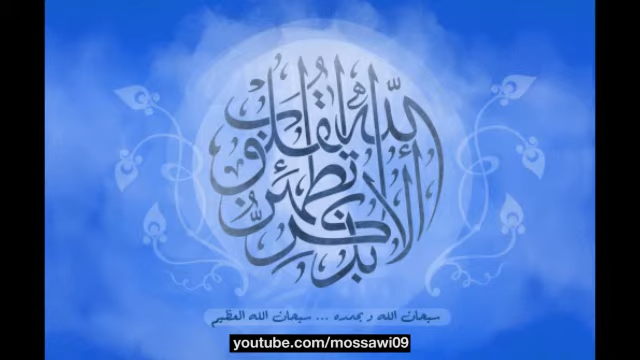 ألا بذكر الله تطمئن القلوب
سبحان الله و بحمده ... سبحان الله العظيم
youtube.com/mossawi09